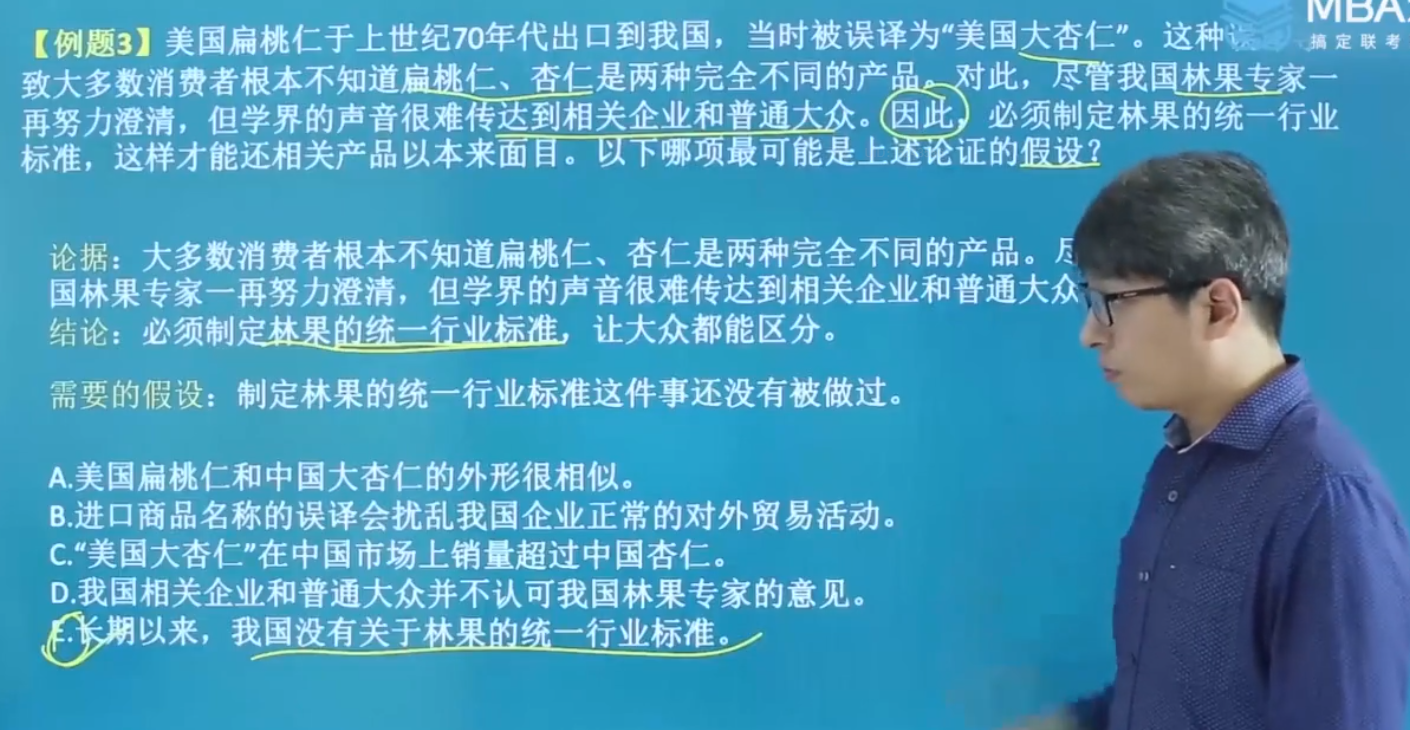 MBA
搞定联考
【例题3】美国扁桃仁于上世纪70年代出口到我国，当时被误译为“美国大杏仁”。这种
致大多数消费者根本不知道扁桃仁、杏仁是两种完全不同的产品。对此，尽管我国林果专家一
再努力澄清，但学界的声音很难传达到相关企业和普通大众。因此，必须制定林果的统一行业
标准，这样才能还相关产品以本来面目。以下哪项最可能是上述论证的假设？
论据：大多数消费者根本不知道扁桃仁、杏仁是两种完全不同的产品。尽
国林果专家一再努力澄清，但学界的声音很难传达到相关企业和普通大众
结论：必须制定林果的统一行业标准，让大众都能区分。
需要的假设：制定林果的统一行业标准这件事还没有被做过。
A.美国扁桃仁和中国大杏仁的外形很相似。
B.进口商品名称的误译会扰乱我国企业正常的对外贸易活动。
C.“美国大杏仁”在中国市场上销量超过中国杏仁。
D.我国相关企业和普通大众并不认可我国林果专家的意见。
E.长期以来，我国没有关于林果的统一行业标准。